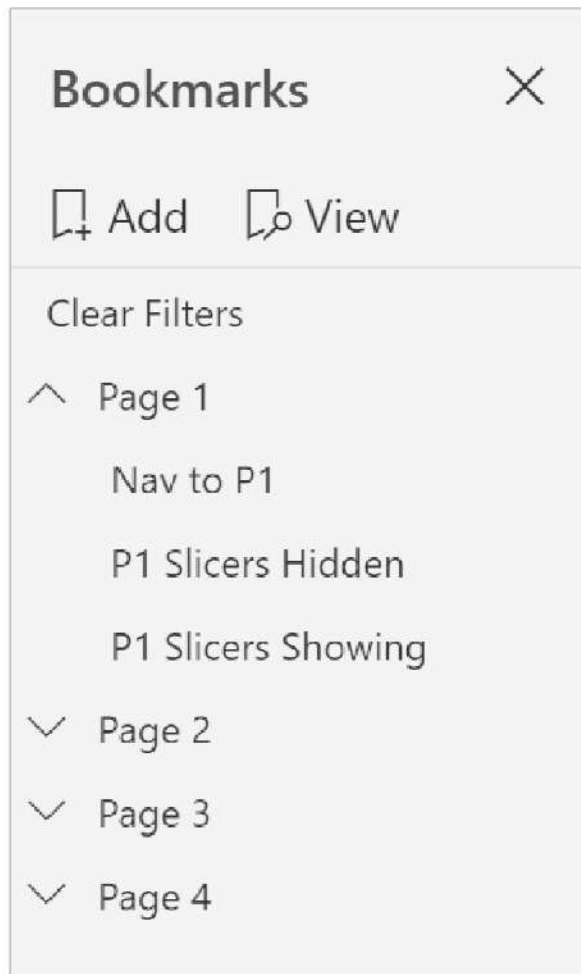 Bookmarks
Add View
Clear Filters
Page 1
Nav to P1
P1 Slicers Hidden
P1 Slicers Showing
Page 2
Page 3
Page 4